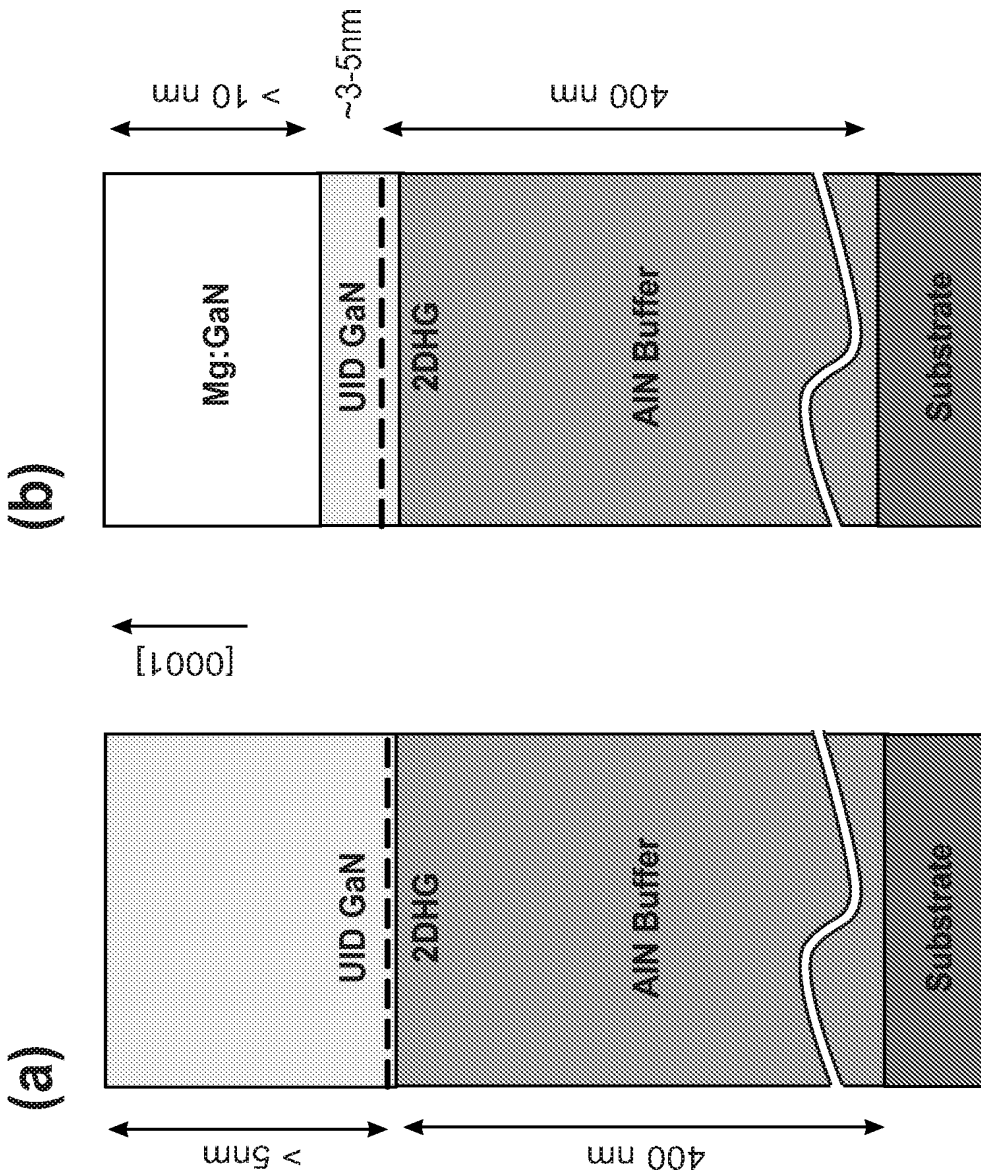 (a)
> 5nm
400 nm
UID GaN
2DHG
AlN Buffer
Substrate
[0001]
(b)
Mg:GaN
UID GaN
2DHG
AlN Buffer
Substrate
> 10 nm
~3-5nm
400 nm